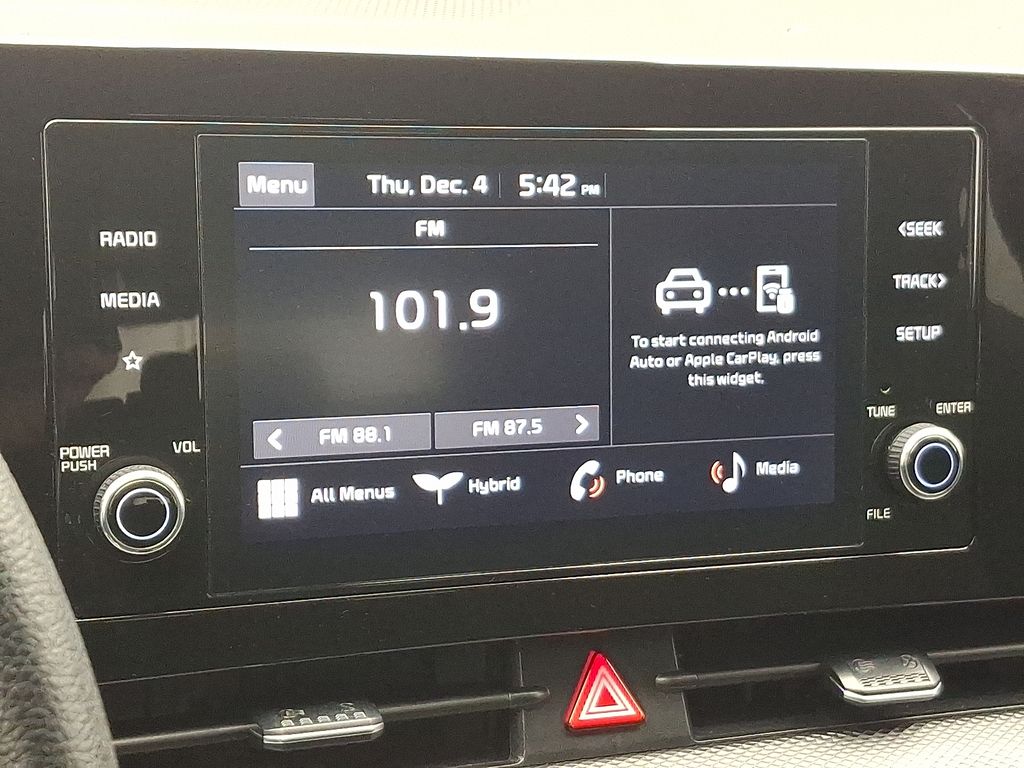 Menu Thu, Dec. 4 5:42 PM
RADIO
MEDIA
POWER
PUSH
VOL
FM
101.9
FM 88.1 FM 87.5
To start connecting Android
Auto or Apple CarPlay, press
this widget.
All Menus Hybrid Phone Media
<SEEK
TRACK>
SETUP
TUNE ENTER
FILE